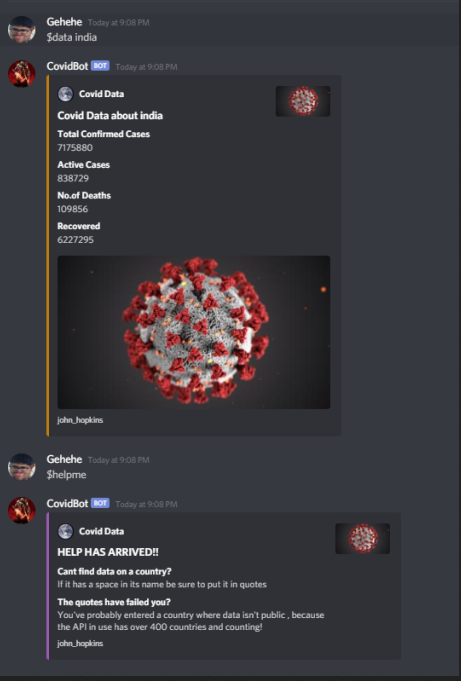 Gehehe Today at 9:08 PM
$data india
CovidBot BOT Today at 9:08 PM
Covid Data
Covid Data about india
Total Confirmed Cases
7175880
Active Cases
838729
No.of Deaths
109856
Recovered
6227295
john_hopkins
Gehehe Today at 9:08 PM
$helpme
CovidBot BOT Today at 9:08 PM
Covid Data
HELP HAS ARRIVED!!
Cant find data on a country?
If it has a space in its name be sure to put it in quotes
The quotes have failed you?
You've probably entered a country where data isn't public , because
the API in use has over 400 countries and counting!
john_hopkins